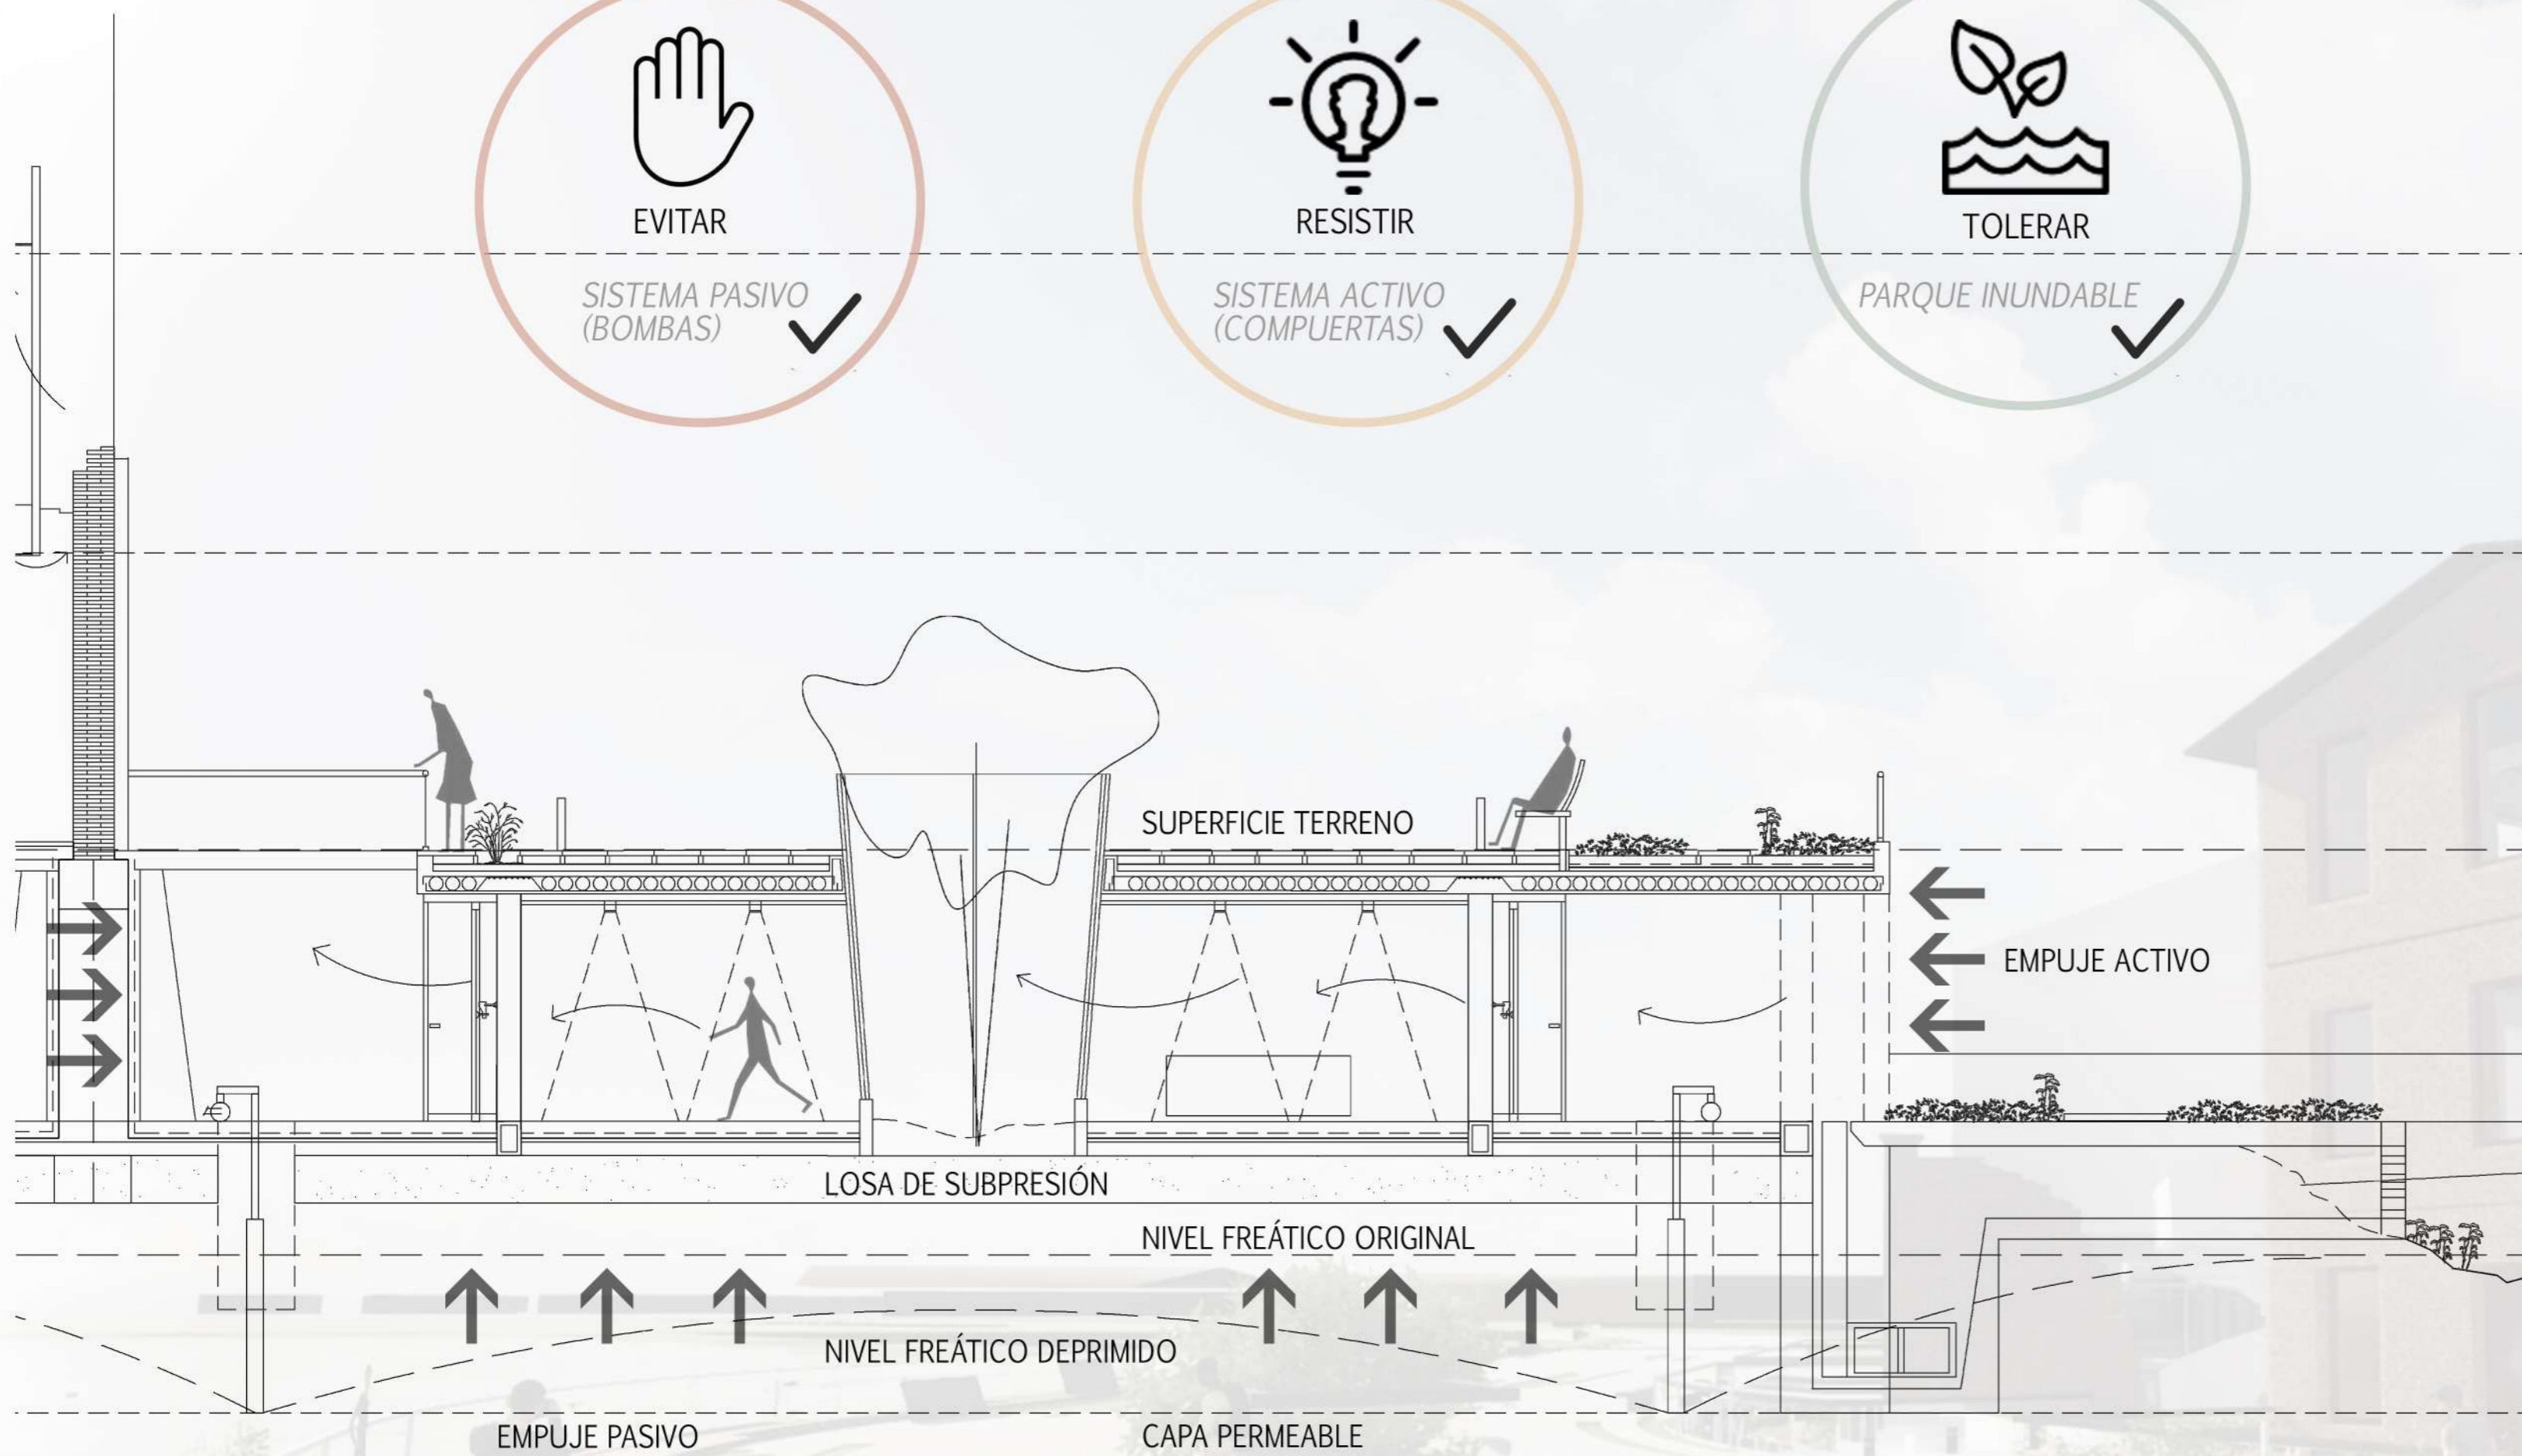 EVITAR
SISTEMA PASIVO
(BOMBAS)
RESISTIR
SISTEMA ACTIVO
(COMPUERTAS)
TOLERAR
PARQUE INUNDABLE
SUPERFICIE TERRENO
EMPUJE ACTIVO
LOSA DE SUBPRESIÓN
NIVEL FREÁTICO ORIGINAL
NIVEL FREÁTICO DEPRIMIDO
EMPUJE PASIVO
CAPA PERMEABLE